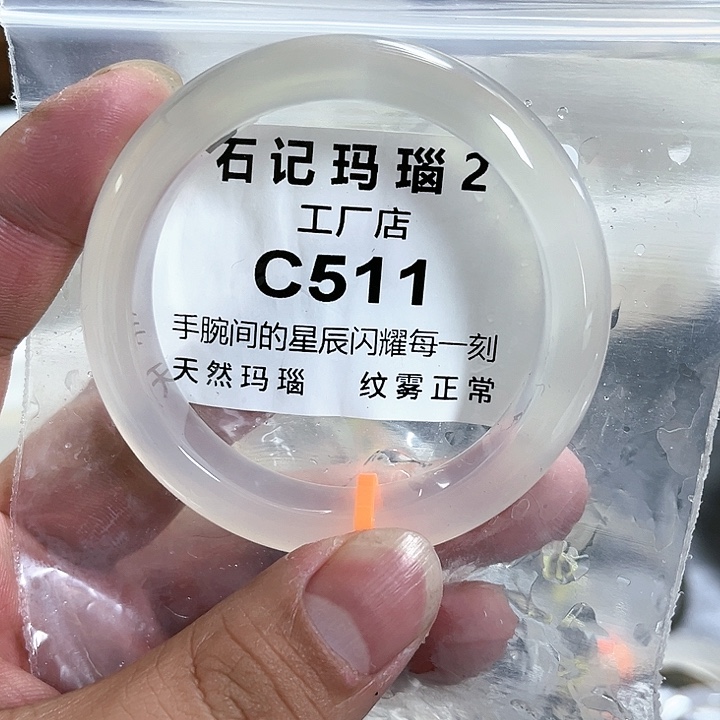 石记玛瑙2
工厂店
C511
手腕间的星辰闪耀每一刻
天然玛瑙 纹雾正常